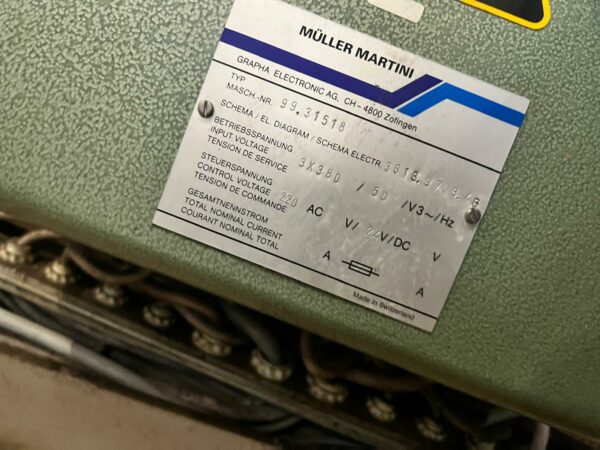 MÜLLER MARTINI
GRAPHA ELECTRONIC AG, CH-4800 Zofingen
TYP
MASCH-NR. 99.31518
SCHEMA / EL. DIAGRAM / SCHEMA ELECTR.
BETRIEBSSPANNUNG
INPUT VOLTAGE 3X380 / 50 /V3~/Hz
TENSION DE SERVICE
STEUERSPANNUNG
CONTROL VOLTAGE 220 AC V/ 24V/DC V
TENSION DE COMMANDE
GESAMTNENNSTROM
TOTAL NOMINAL CURRENT A A
COURANT NOMINAL TOTAL
Made in Switzerland